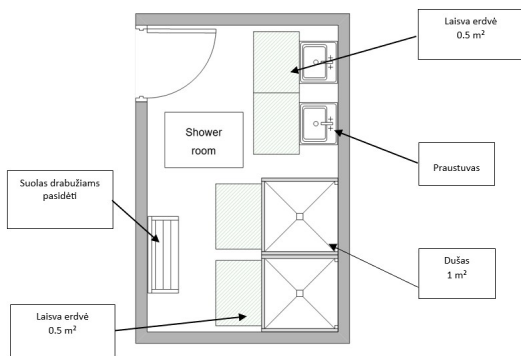 Laisva erdvė
0.5 m²
Shower
room
Praustuvas
Suolas drabužiams
pasidėti
Dušas
1 m²
Laisva erdvė
0.5 m²